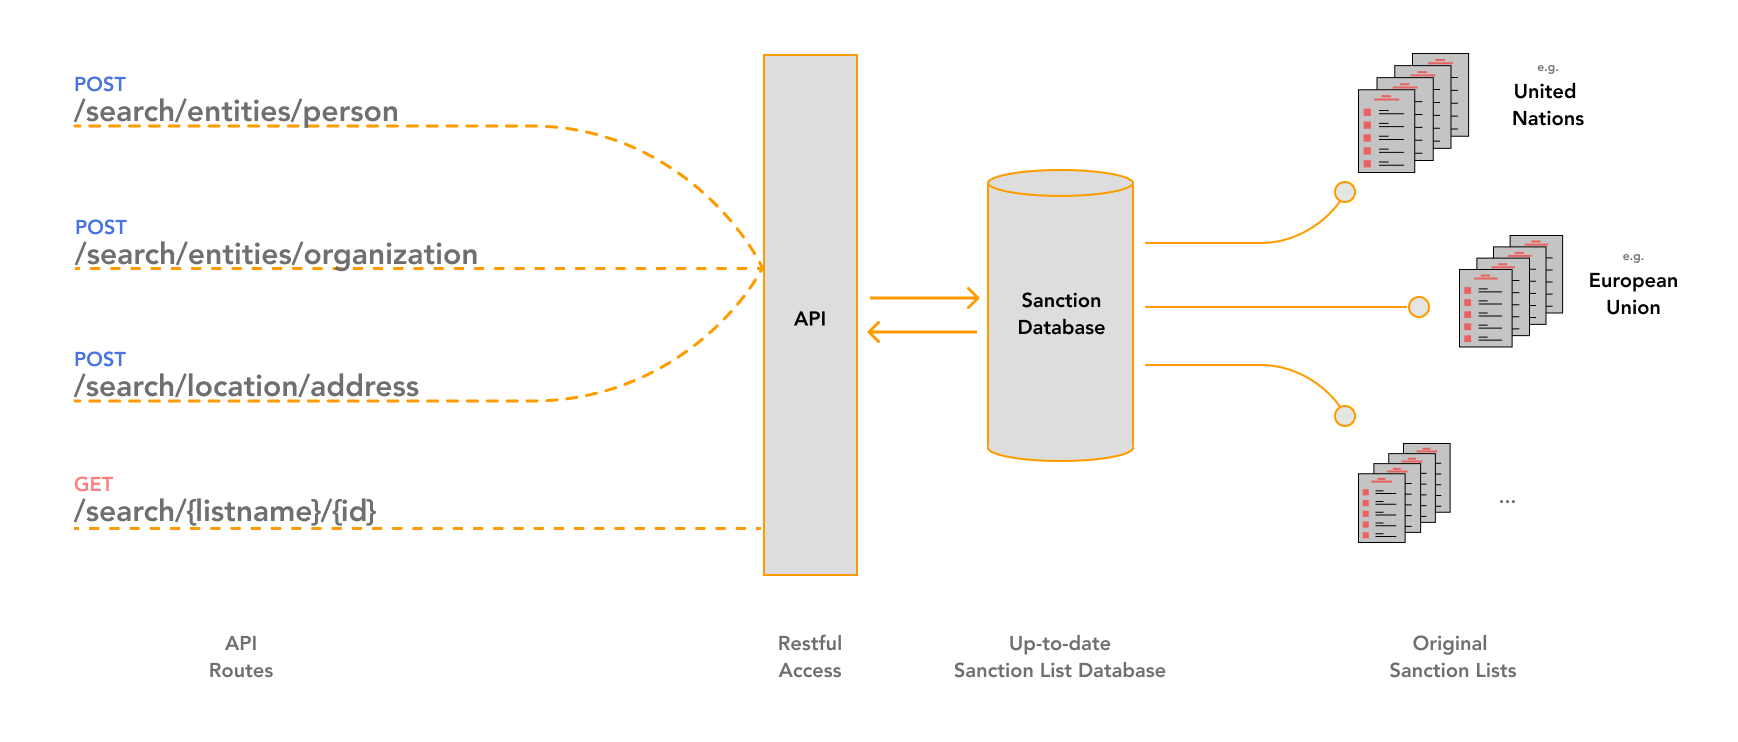 POST
/search/entities/person
POST
/search/entities/organization
POST
/search/location/address
GET
/search/{listname}/{id}
API
Sanction
Database
e.g.
United
Nations
e.g.
European
Union
...
API
Routes
Restful
Access
Up-to-date
Sanction List Database
Original
Sanction Lists